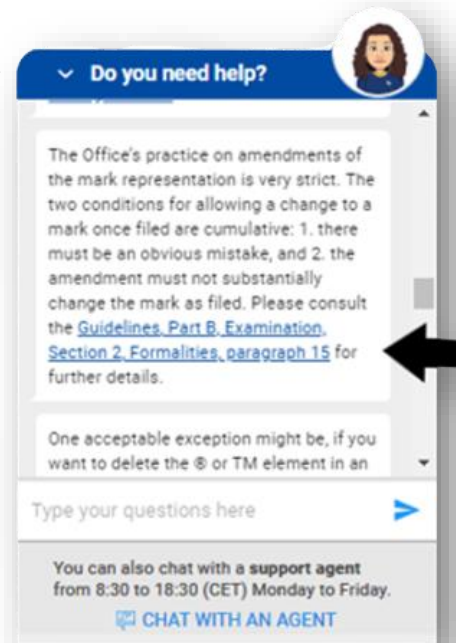 Do you need help?
The Office's practice on amendments of
the mark representation is very strict. The
two conditions for allowing a change to a
mark once filed are cumulative: 1. there
must be an obvious mistake, and 2. the
amendment must not substantially
change the mark as filed. Please consult
the Guidelines, Part B, Examination,
Section 2, Formalities, paragraph 15 for
further details.
One acceptable exception might be, if you
want to delete the ® or TM element in an
Type your questions here
You can also chat with a support agent
from 8:30 to 18:30 (CET) Monday to Friday.
CHAT WITH AN AGENT